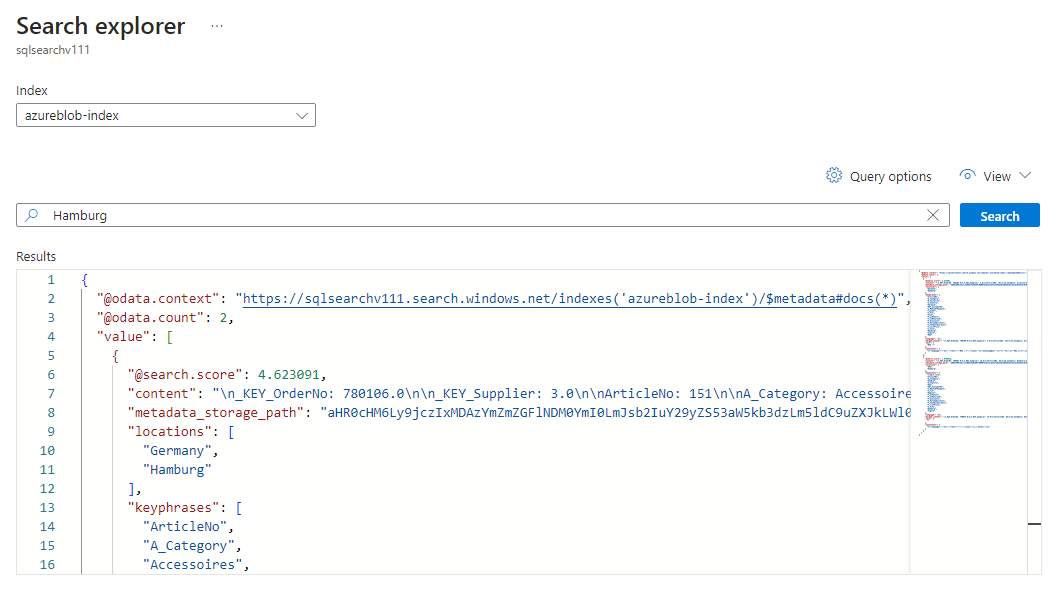 Search explorer ...
sqlsearchv111
Index
azureblob-index
Query options View
Hamburg
Search
Results
1 {
2 "@odata.context": "https://sqlsearchv111.search.windows.net/indexes('azureblob-index')/$metadata#docs(*)",
3 "@odata.count": 2,
4 "value": [
5 {
6 "@search.score": 4.623091,
7 "content": "\n_KEY_OrderNo: 780106.0\n\n_KEY_Supplier: 3.0\n\nArticleNo: 151\n\nA_Category: Accessoire
8 "metadata_storage_path": "aHR0cHM6Ly9jczIxMDAzYmZmZGFlNDM0YmI0LmJsb2IuY29yZS53aW5kb3dzLm5ldC9uZXJkLWl0
9 "locations": [
10 "Germany",
11 "Hamburg"
12 ],
13 "keyphrases": [
14 "ArticleNo",
15 "A_Category",
16 "Accessoires",